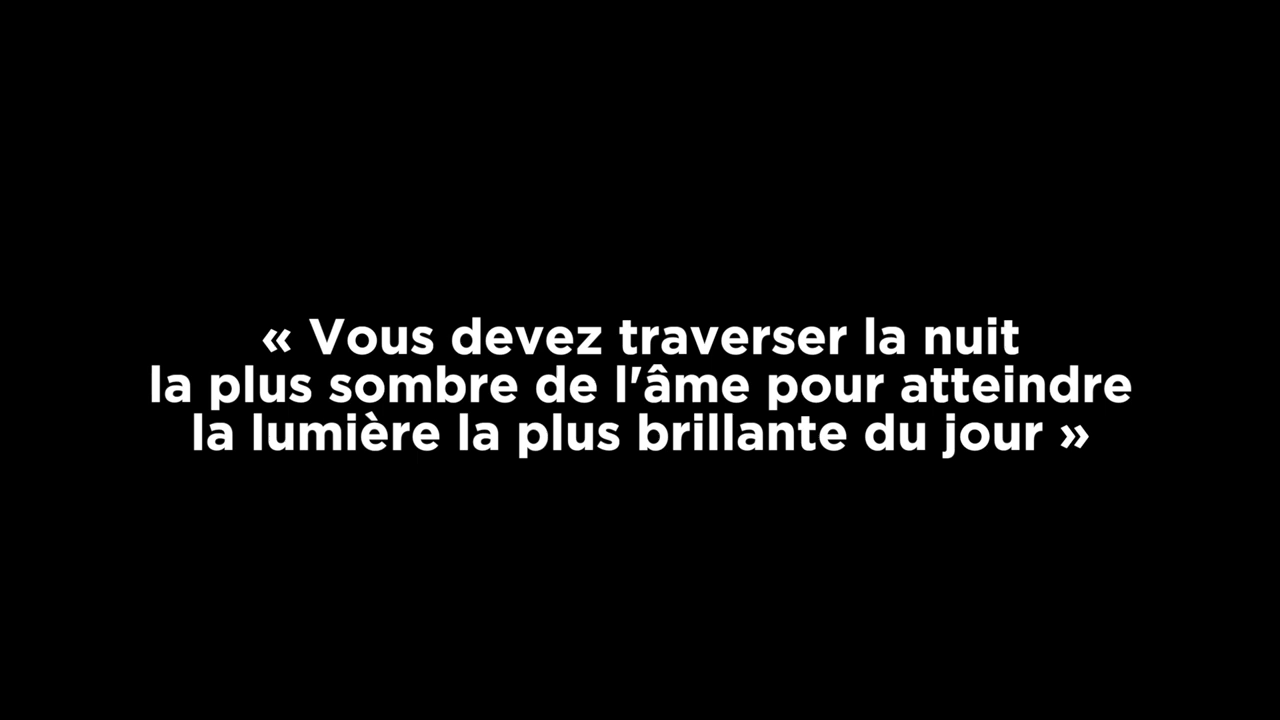 « Vous devez traverser la nuit
la plus sombre de l'âme pour atteindre
la lumière la plus brillante du jour »